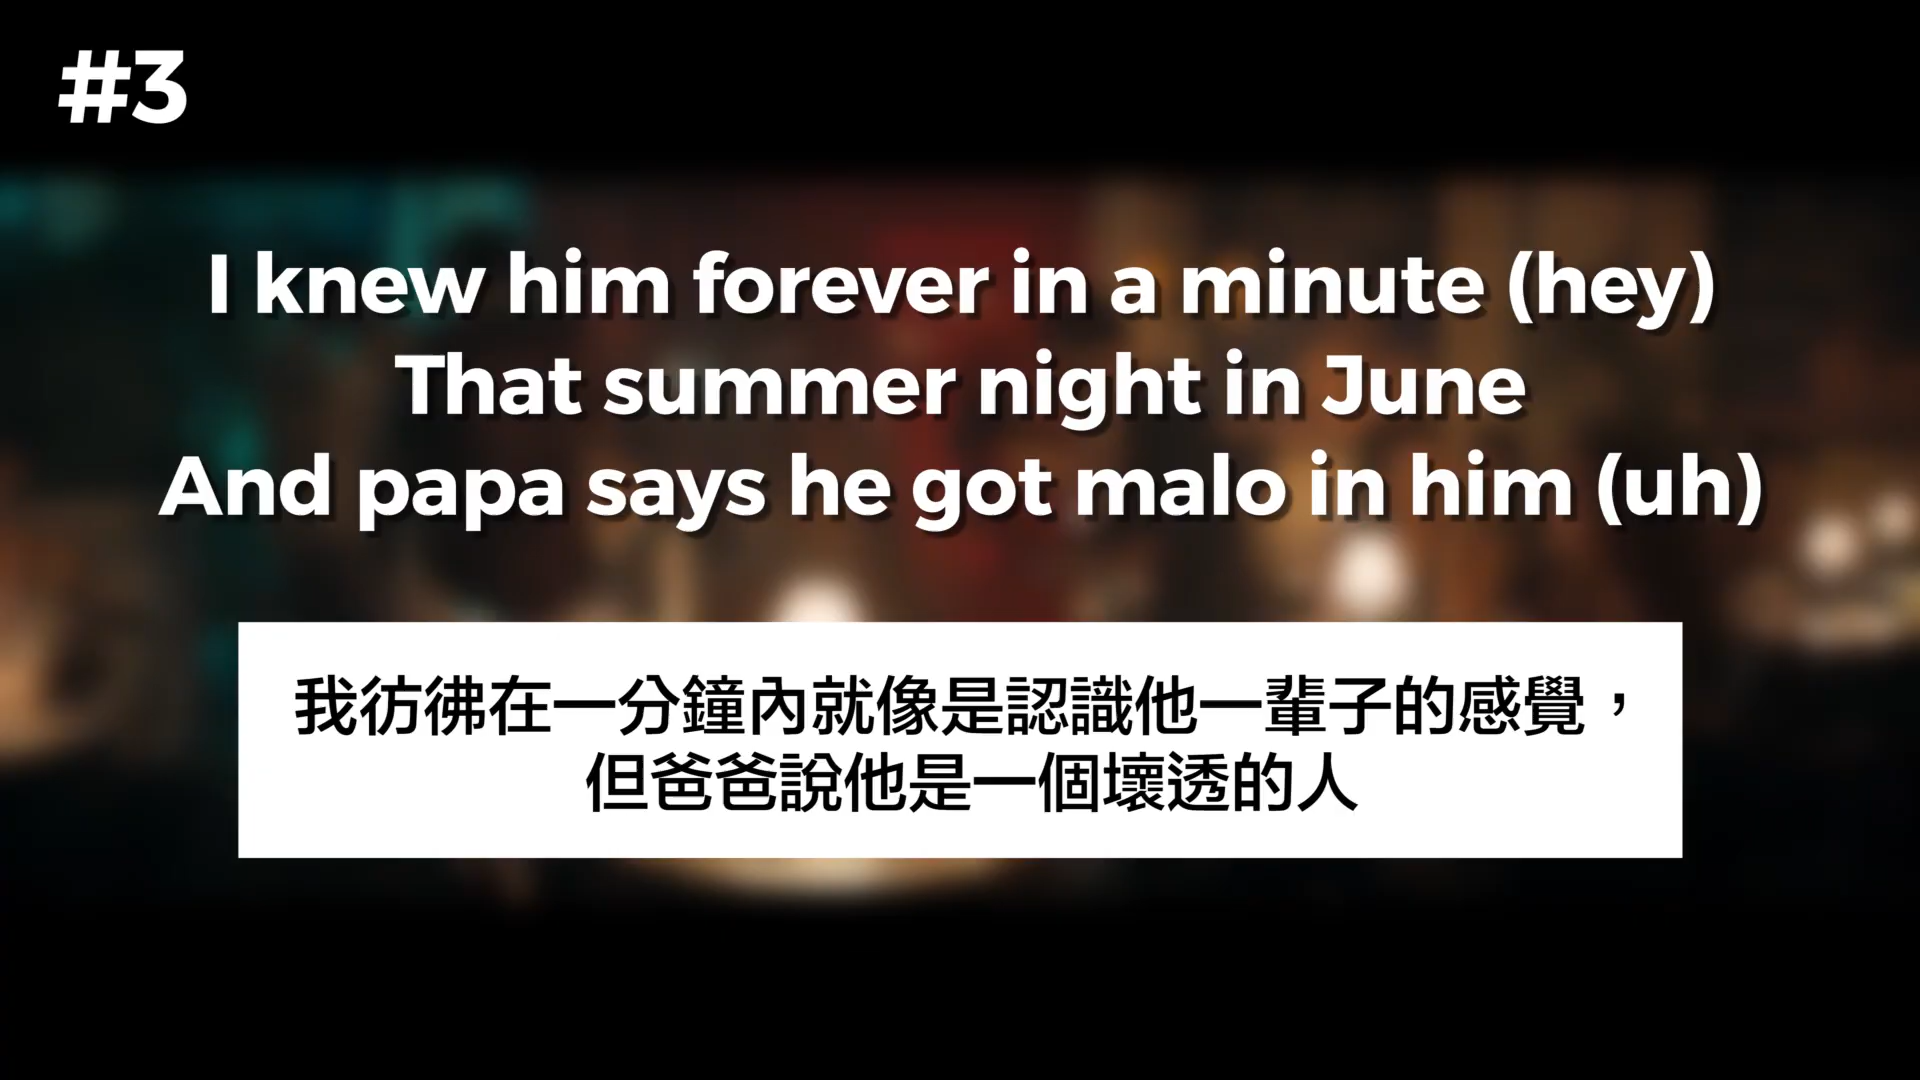 #3
I knew him forever in a minute (hey)
That summer night in June
And papa says he got malo in him (uh)
我彷彿在一分鐘內就像是認識他一輩子的感覺，
但爸爸說他是一個壞透的人